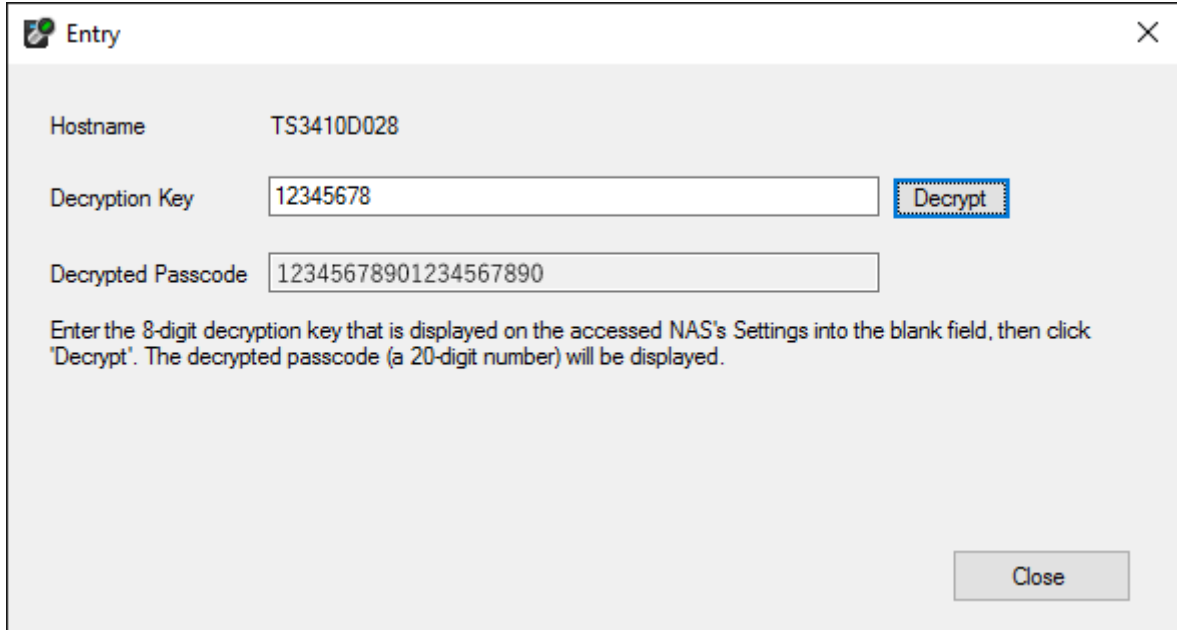 Entry
Hostname TS3410D028
Decryption Key 12345678 Decrypt
Decrypted Passcode 12345678901234567890
Enter the 8-digit decryption key that is displayed on the accessed NAS's Settings into the blank field, then click
'Decrypt'. The decrypted passcode (a 20-digit number) will be displayed.
Close